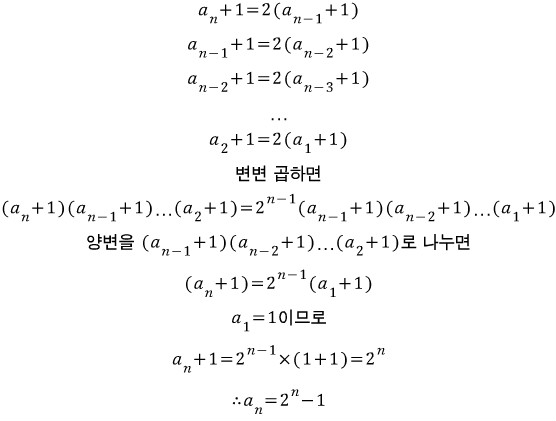 aₙ+1=2(aₙ₋₁+1)
aₙ₋₁+1=2(aₙ₋₂+1)
aₙ₋₂+1=2(aₙ₋₃+1)
…
a₂+1=2(a₁+1)
변변 곱하면
(aₙ+1)(aₙ₋₁+1)…(a₂+1)=2ⁿ⁻¹(aₙ₋₁+1)(aₙ₋₂+1)…(a₁+1)
양변을 (aₙ₋₁+1)(aₙ₋₂+1)…(a₂+1)로 나누면
(aₙ+1)=2ⁿ⁻¹(a₁+1)
a₁=1이므로
aₙ+1=2ⁿ⁻¹×(1+1)=2ⁿ
∴aₙ=2ⁿ−1